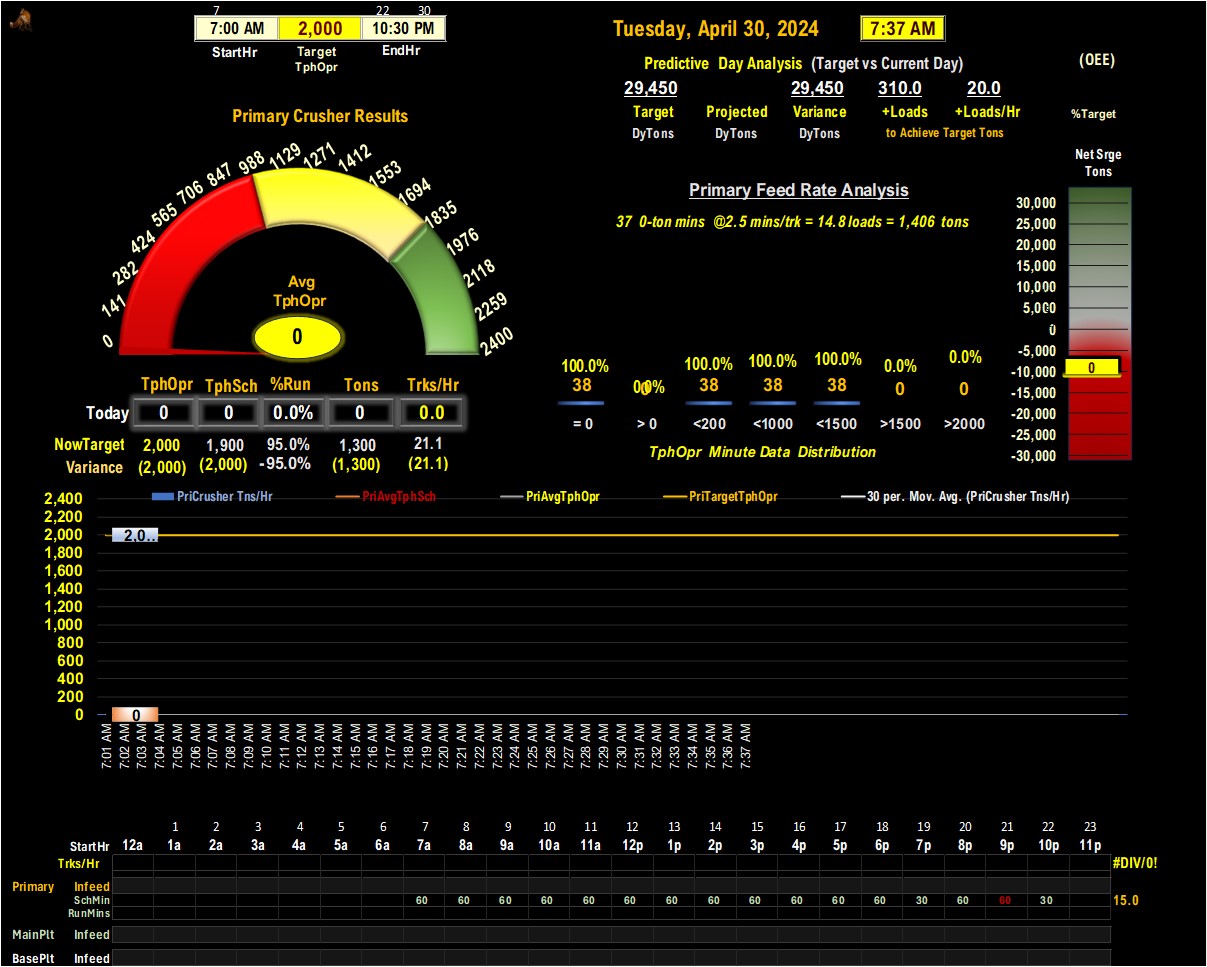 7 22 30
7:00 AM 2,000 10:30 PM
StartHr Target TphOpr EndHr
Tuesday, April 30, 2024 7:37 AM
Predictive Day Analysis (Target vs Current Day)
(OEE)
29,450 29,450 310.0 20.0
Target Projected Variance +Loads +Loads/Hr
%Target
DyTons DyTons DyTons to Achieve Target Tons
Primary Crusher Results
0 141 282 424 565 706 847 988 1129 1271 1412 1553 1694 1835 1976 2118 2259 2400
Avg
TphOpr
0
Net Srge
Tons
Primary Feed Rate Analysis
37 0-ton mins @2.5 mins/trk = 14.8 loads = 1,406 tons
30,000
25,000
20,000
15,000
10,000
5,000
0
-5,000
-10,000
-15,000
-20,000
-25,000
-30,000
0
100.0% 0.0% 100.0% 100.0% 100.0% 0.0% 0.0%
38 0 38 38 38 0 0
= 0 > 0 <200 <1000 <1500 >1500 >2000
TphOpr Minute Data Distribution
TphOpr TphSch %Run Tons Trks/Hr
Today 0 0 0.0% 0 0.0
NowTarget 2,000 1,900 95.0% 1,300 21.1
Variance (2,000) (2,000) -95.0% (1,300) (21.1)
PriCrusher Tns/Hr PriAvgTphSch PriAvgTphOpr PriTargetTphOpr 30 per. Mov. Avg. (PriCrusher Tns/Hr)
2,400
2,200
2,000
1,800
1,600
1,400
1,200
1,000
800
600
400
200
0
2,0..
0
7:01 AM 7:02 AM 7:03 AM 7:04 AM 7:05 AM 7:06 AM 7:07 AM 7:08 AM 7:09 AM 7:10 AM 7:11 AM 7:12 AM 7:13 AM 7:14 AM 7:15 AM 7:16 AM 7:17 AM 7:18 AM 7:19 AM 7:20 AM 7:21 AM 7:22 AM 7:23 AM 7:24 AM 7:25 AM 7:26 AM 7:27 AM 7:28 AM 7:29 AM 7:30 AM 7:31 AM 7:32 AM 7:33 AM 7:34 AM 7:35 AM 7:36 AM 7:37 AM
1 2 3 4 5 6 7 8 9 10 11 12 13 14 15 16 17 18 19 20 21 22 23
StartHr 12a 1a 2a 3a 4a 5a 6a 7a 8a 9a 10a 11a 12p 1p 2p 3p 4p 5p 6p 7p 8p 9p 10p 11p
Trks/Hr #DIV/0!
Primary Infeed
SchMin 60 60 60 60 60 60 60 60 60 60 60 60 30 60 60 30 15.0
RunMins
MainPlt Infeed
BasePlt Infeed